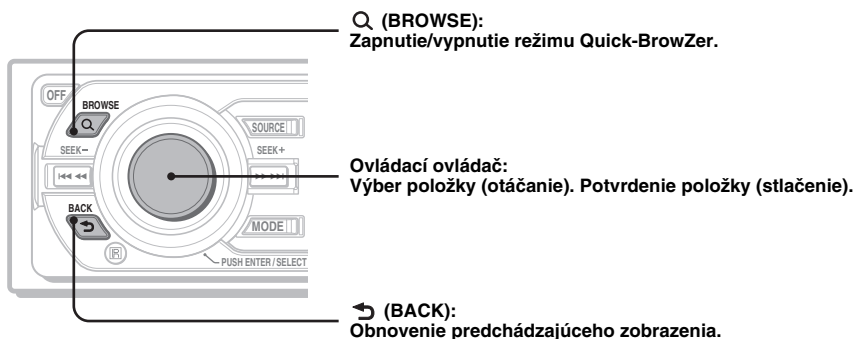 (BROWSE):
Zapnutie/vypnutie režimu Quick-BrowZer.
OFF
BROWSE
SOURCE
SEEK−
SEEK+
Ovládací ovládač:
Výber položky (otáčanie). Potvrdenie položky (stlačenie).
BACK
MODE
R
PUSH ENTER / SELECT
(BACK):
Obnovenie predchádzajúceho zobrazenia.